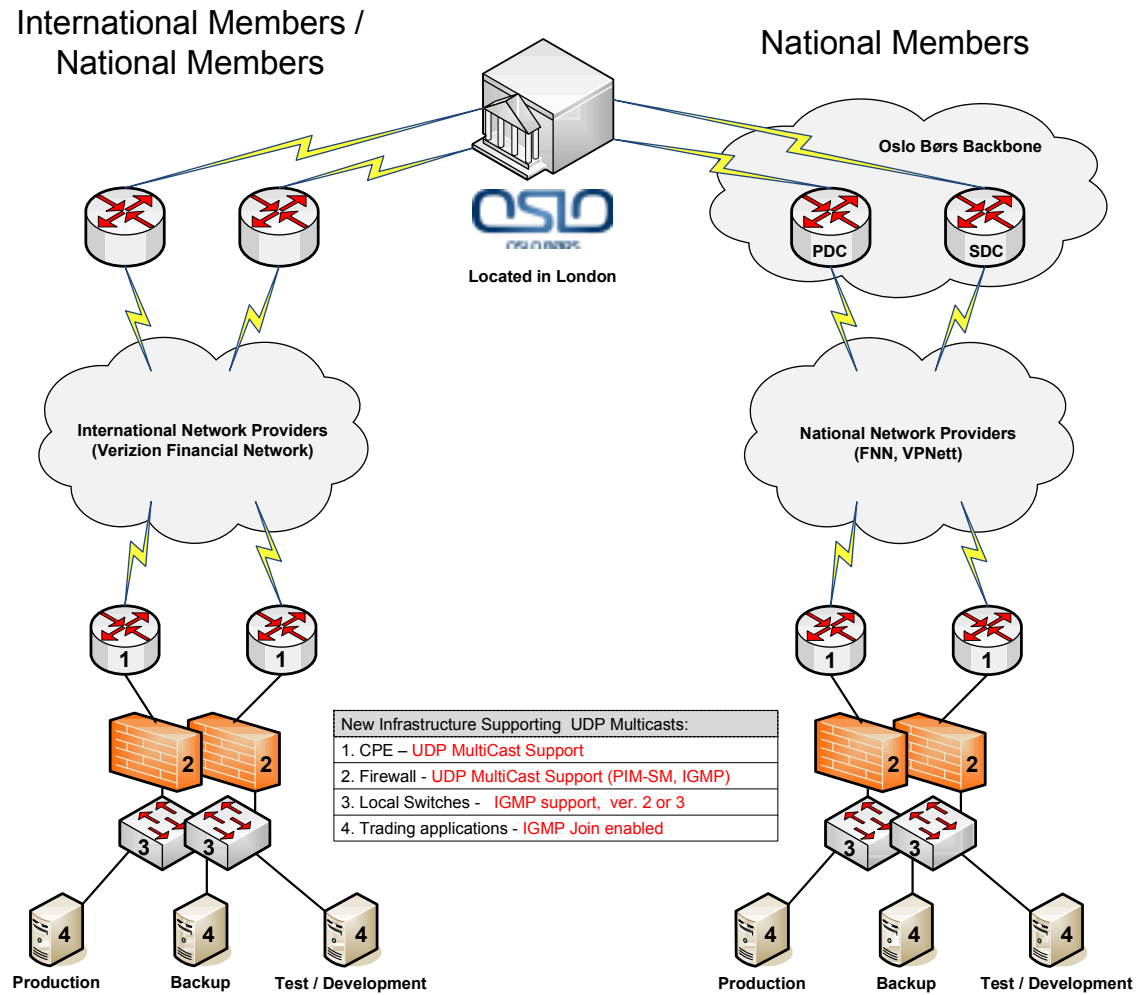 International Members /
National Members
National Members
Oslo Børs Backbone
OSLO
OSLO BØRS
Located in London
PDC
SDC
International Network Providers
(Verizion Financial Network)
National Network Providers
(FNN, VPNett)
1
1
1
1
2
2
2
2
New Infrastructure Supporting UDP Multicasts:
1. CPE – UDP MultiCast Support
2. Firewall - UDP MultiCast Support (PIM-SM, IGMP)
3. Local Switches - IGMP support, ver. 2 or 3
4. Trading applications - IGMP Join enabled
3
3
3
3
4
4
4
4
4
4
Production
Backup
Test / Development
Production
Backup
Test / Development